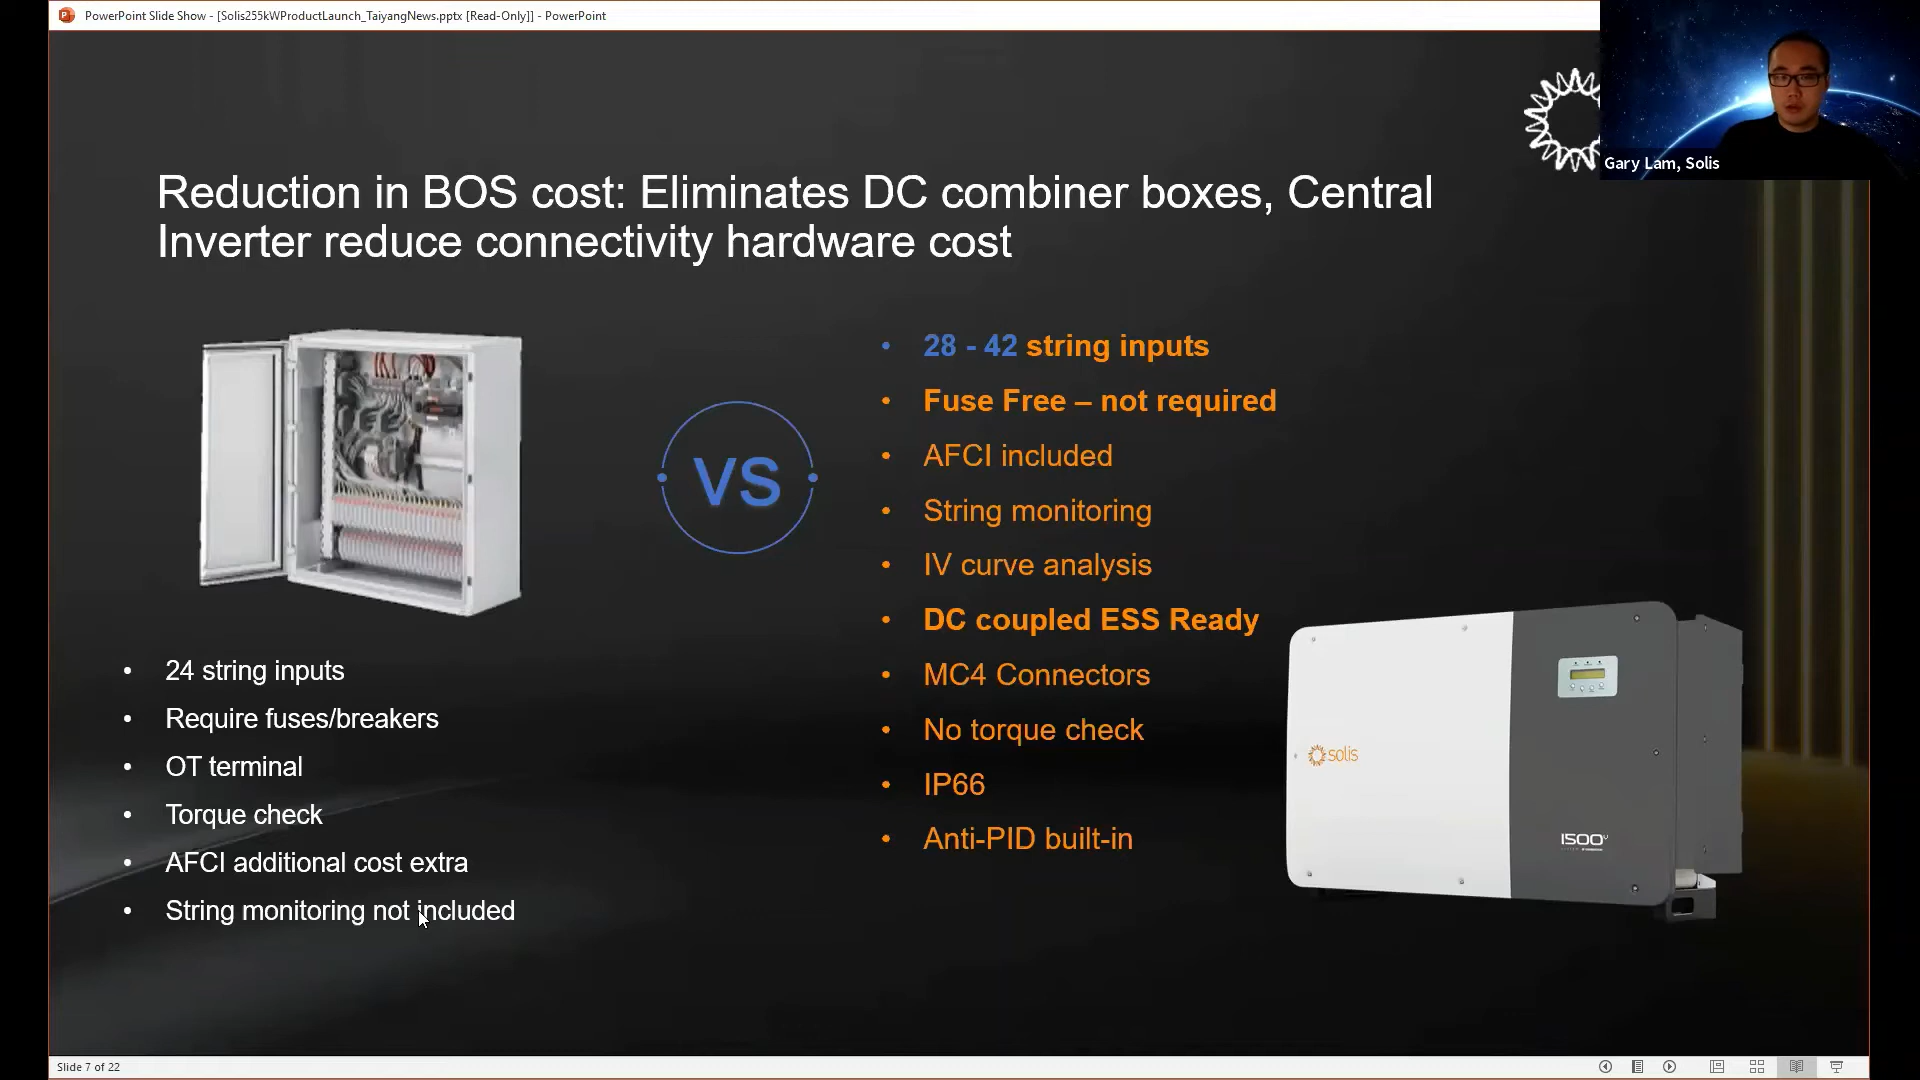 PowerPoint Slide Show - [Solis255kWProductLaunch_TaiyangNews.pptx [Read-Only]] - PowerPoint
Gary Lam, Solis
Reduction in BOS cost: Eliminates DC combiner boxes, Central
Inverter reduce connectivity hardware cost
VS
24 string inputs
Require fuses/breakers
OT terminal
Torque check
AFCI additional cost extra
String monitoring not included
28 - 42 string inputs
Fuse Free – not required
AFCI included
String monitoring
IV curve analysis
DC coupled ESS Ready
MC4 Connectors
No torque check
IP66
Anti-PID built-in
solis
1500V
Slide 7 of 22